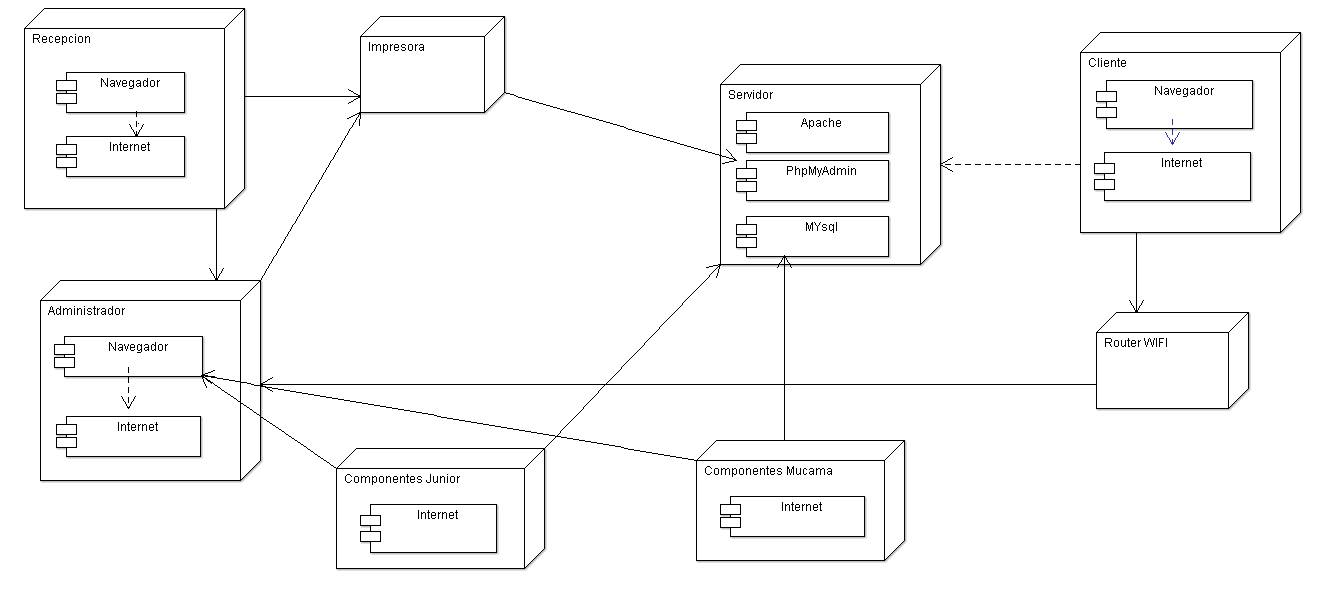 Recepcion
Navegador
Internet
Impresora
Servidor
Apache
PhpMyAdmin
MYsql
Cliente
Navegador
Internet
Administrador
Navegador
Internet
Router WIFI
Componentes Junior
Internet
Componentes Mucama
Internet